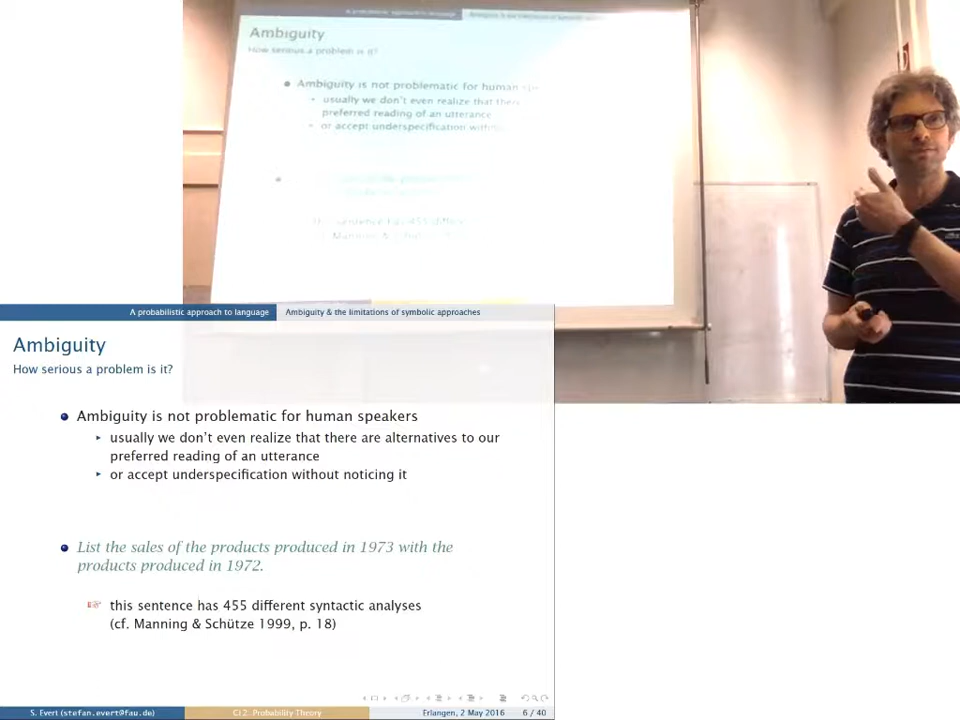 Ambiguity
How serious a problem is it?
Ambiguity is not problematic for human
usually we don't even realize that there
preferred reading of an utterance
or accept underspecification
this sentence has 455
A probabilistic approach to language
Ambiguity & the limitations of symbolic approaches
Ambiguity
How serious a problem is it?
Ambiguity is not problematic for human speakers
usually we don't even realize that there are alternatives to our
preferred reading of an utterance
or accept underspecification without noticing it
List the sales of the products produced in 1973 with the
products produced in 1972.
this sentence has 455 different syntactic analyses
(cf. Manning & Schütze 1999, p. 18)
S. Evert (stefan.evert@fau.de)
CL2: Probability Theory
Erlangen, 2 May 2016
6 / 40